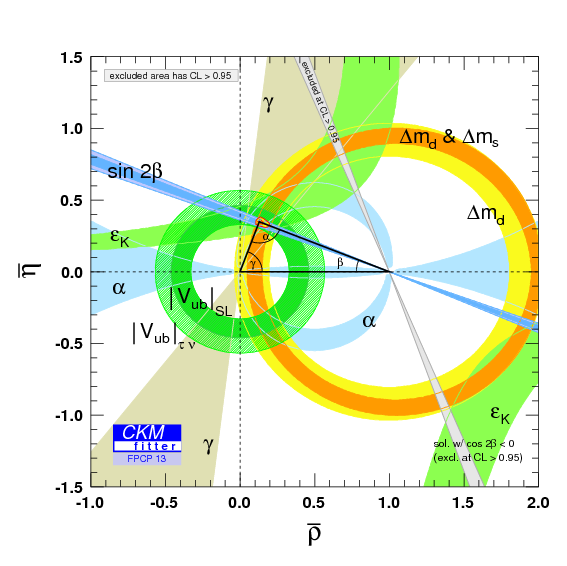 1.5
excluded area has CL > 0.95
excluded at CL > 0.95
γ
1.0
Δm_d & Δm_s
sin 2β
0.5
Δm_d
ε_K
α
γ
β
0.0
α
|V_ub|_SL
α
|V_ub|_τν
-0.5
ε_K
-1.0
CKM
fitter
FPCP 13
γ
sol. w/ cos 2β < 0
(excl. at CL > 0.95)
-1.5
η̅
-1.0 -0.5 0.0 0.5 1.0 1.5 2.0
ρ̅